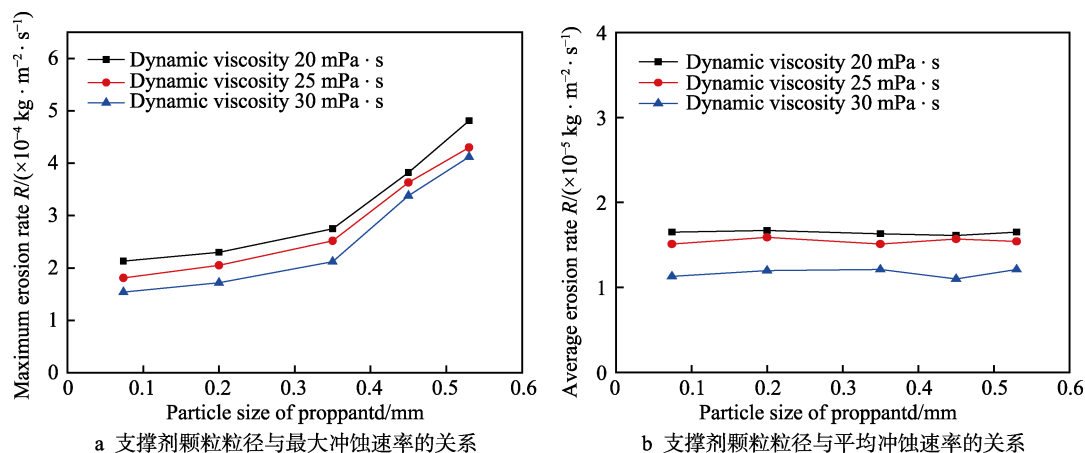 6
5
4
3
2
1
0
0.1
0.2
0.3
0.4
0.5
0.6
Maximum erosion rate R/(×10⁻⁴ kg · m⁻² · s⁻¹)
Dynamic viscosity 20 mPa · s
Dynamic viscosity 25 mPa · s
Dynamic viscosity 30 mPa · s
Particle size of proppantd/mm
a 支撑剂颗粒粒径与最大冲蚀速率的关系
4
3
2
1
0
0
0.1
0.2
0.3
0.4
0.5
0.6
Average erosion rate R/(×10⁻⁵ kg · m⁻² · s⁻¹)
Dynamic viscosity 20 mPa · s
Dynamic viscosity 25 mPa · s
Dynamic viscosity 30 mPa · s
Particle size of proppantd/mm
b 支撑剂颗粒粒径与平均冲蚀速率的关系